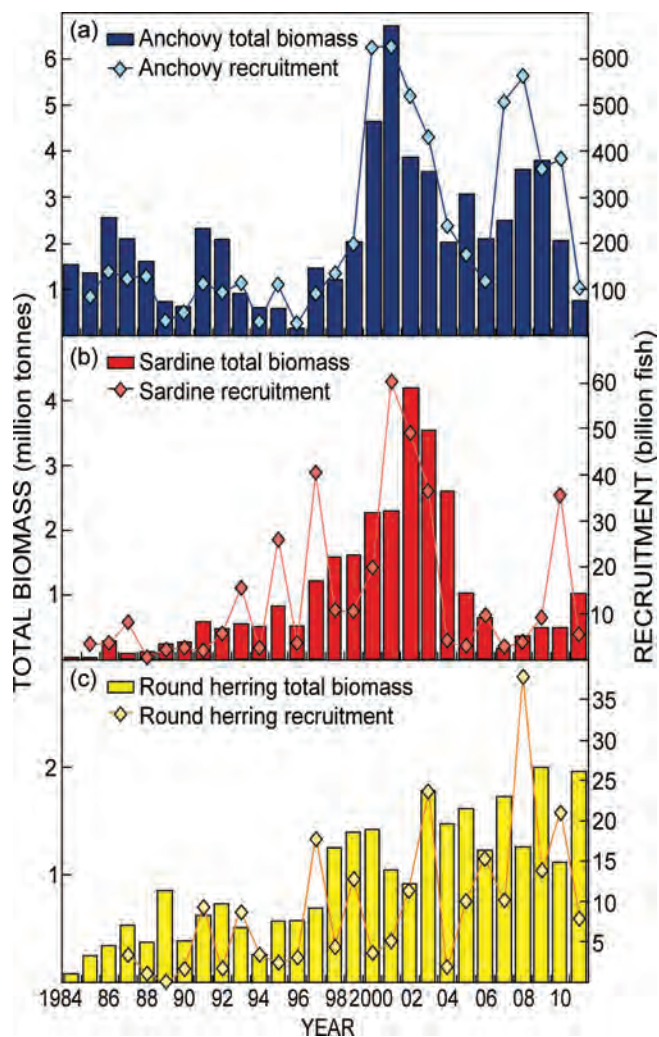 (a)
Anchovy total biomass
Anchovy recruitment
6
5
4
3
2
1
600
500
400
300
200
100
(b)
Sardine total biomass
Sardine recruitment
4
3
2
1
60
50
40
30
20
10
(c)
Round herring total biomass
Round herring recruitment
2
1
35
30
25
20
15
10
5
TOTAL BIOMASS (million tonnes)
RECRUITMENT (billion fish)
1984 86 88 90 92 94 96 98 2000 02 04 06 08 10
YEAR